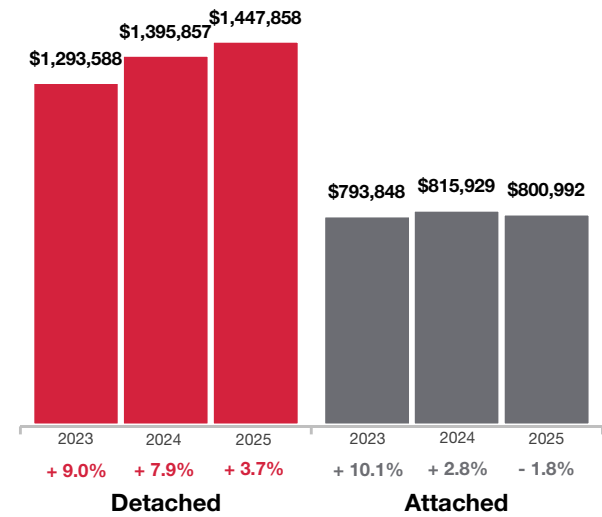 $1,293,588
$1,395,857
$1,447,858
$793,848
$815,929
$800,992
2023 2024 2025 2023 2024 2025
+ 9.0% + 7.9% + 3.7% + 10.1% + 2.8% - 1.8%
Detached Attached